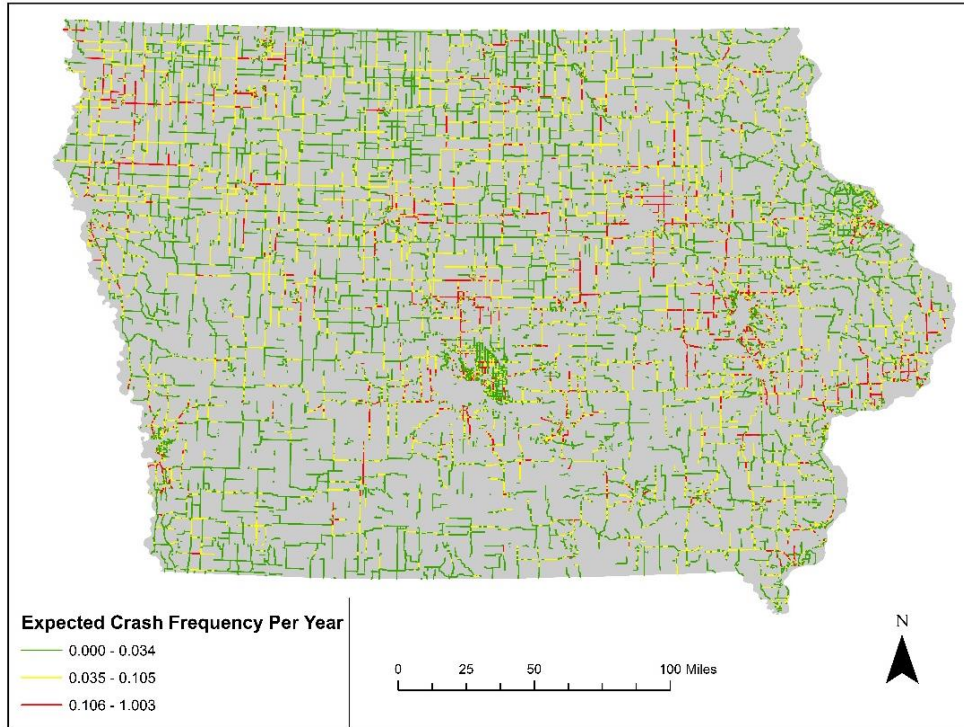 Expected Crash Frequency Per Year
0.000 - 0.034
0.035 - 0.105
0.106 - 1.003
0 25 50 100 Miles
N